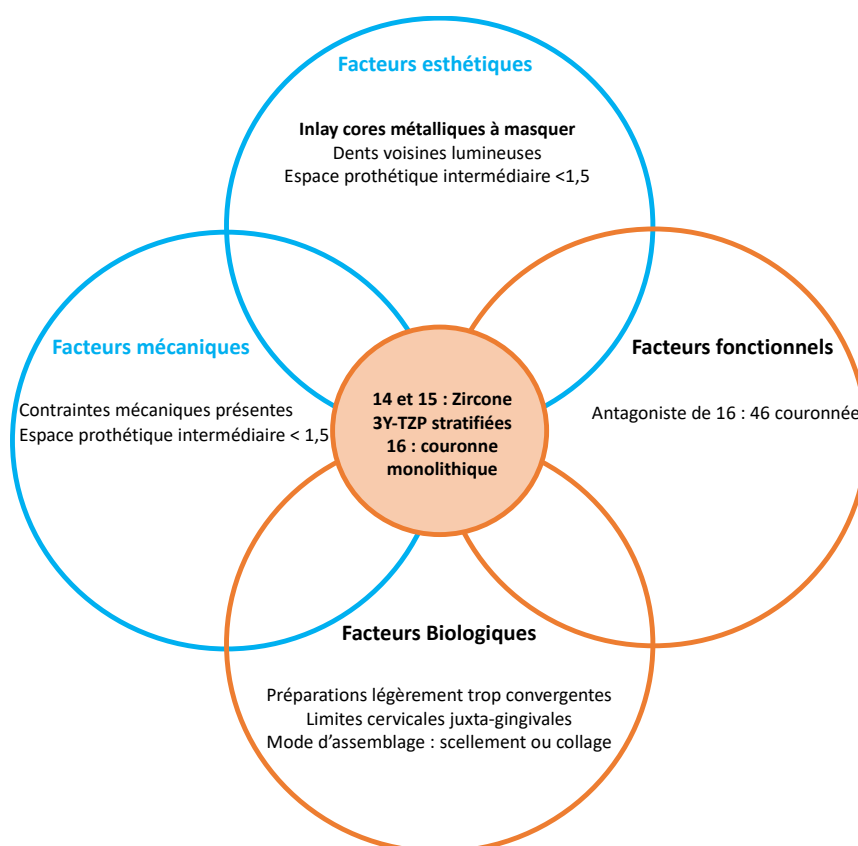 Facteurs esthétiques
Inlay cores métalliques à masquer
Dents voisines lumineuses
Espace prothétique intermédiaire <1,5
Facteurs mécaniques
Contraintes mécaniques présentes
Espace prothétique intermédiaire < 1,5
14 et 15 : Zircone
3Y-TZP stratifiées
16 : couronne
monolithique
Facteurs fonctionnels
Antagoniste de 16 : 46 couronnée
Facteurs Biologiques
Préparations légèrement trop convergentes
Limites cervicales juxta-gingivales
Mode d’assemblage : scellement ou collage